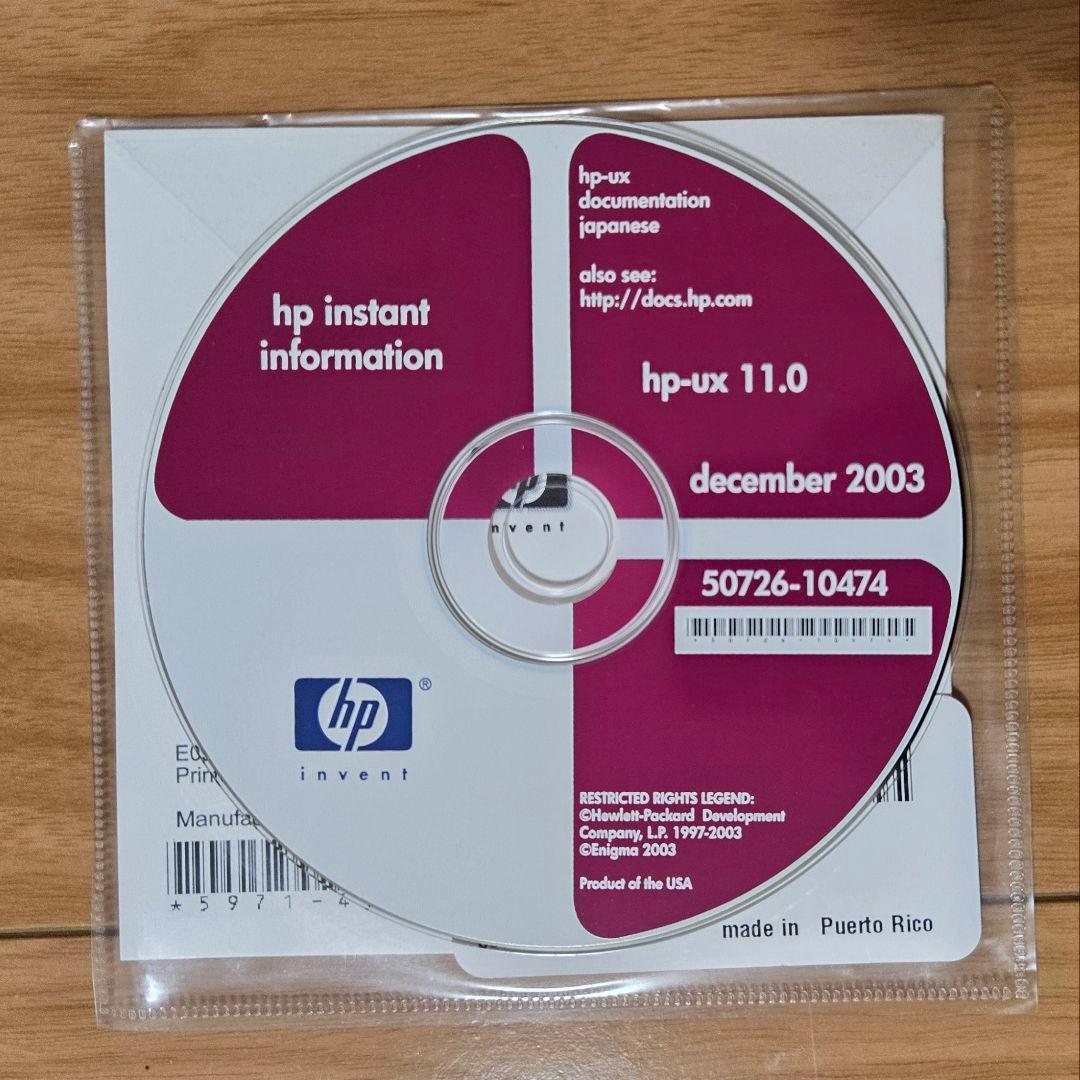 hp instant
information
hp-ux
documentation
japanese
also see:
http://docs.hp.com
hp-ux 11.0
december 2003
50726-10474
hp ®
invent
RESTRICTED RIGHTS LEGEND:
©Hewlett-Packard Development
Company, L.P. 1997-2003
©Enigma 2003
Product of the USA
nvent
made in Puerto Rico